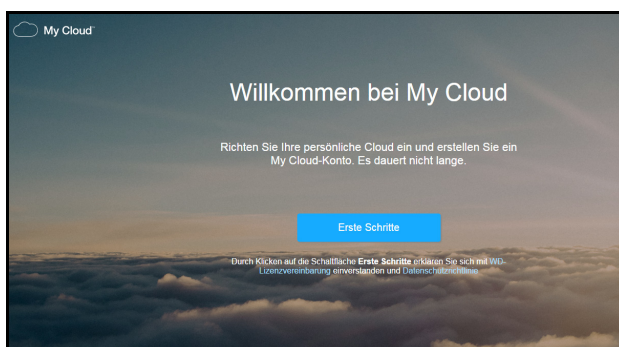 My Cloud™
Willkommen bei My Cloud
Richten Sie Ihre persönliche Cloud ein und erstellen Sie ein
My Cloud-Konto. Es dauert nicht lange.
Erste Schritte
Durch Klicken auf die Schaltfläche Erste Schritte erklären Sie sich mit WD-
Lizenzvereinbarung einverstanden und Datenschutzrichtlinie